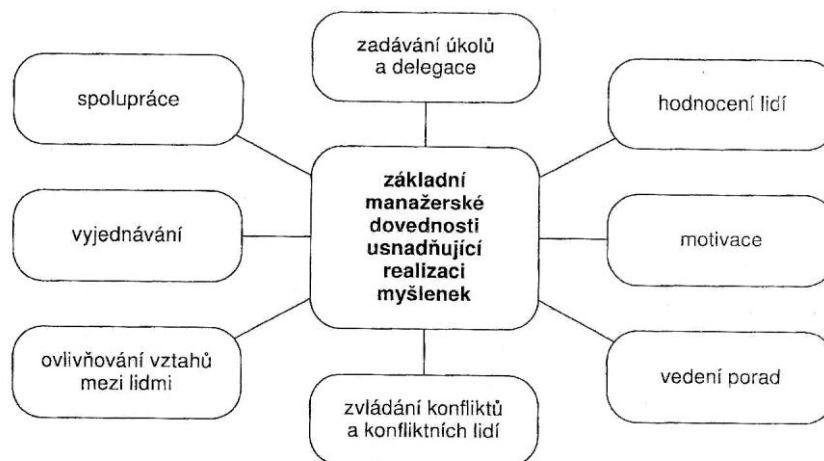 zadávání úkolů
a delegace
spolupráce
hodnocení lidí
základní
manažerské
dovednosti
usnadňující
realizaci
myšlenek
vyjednávání
motivace
ovlivňování vztahů
mezi lidmi
vedení porad
zvládání konfliktů
a konfliktních lidí